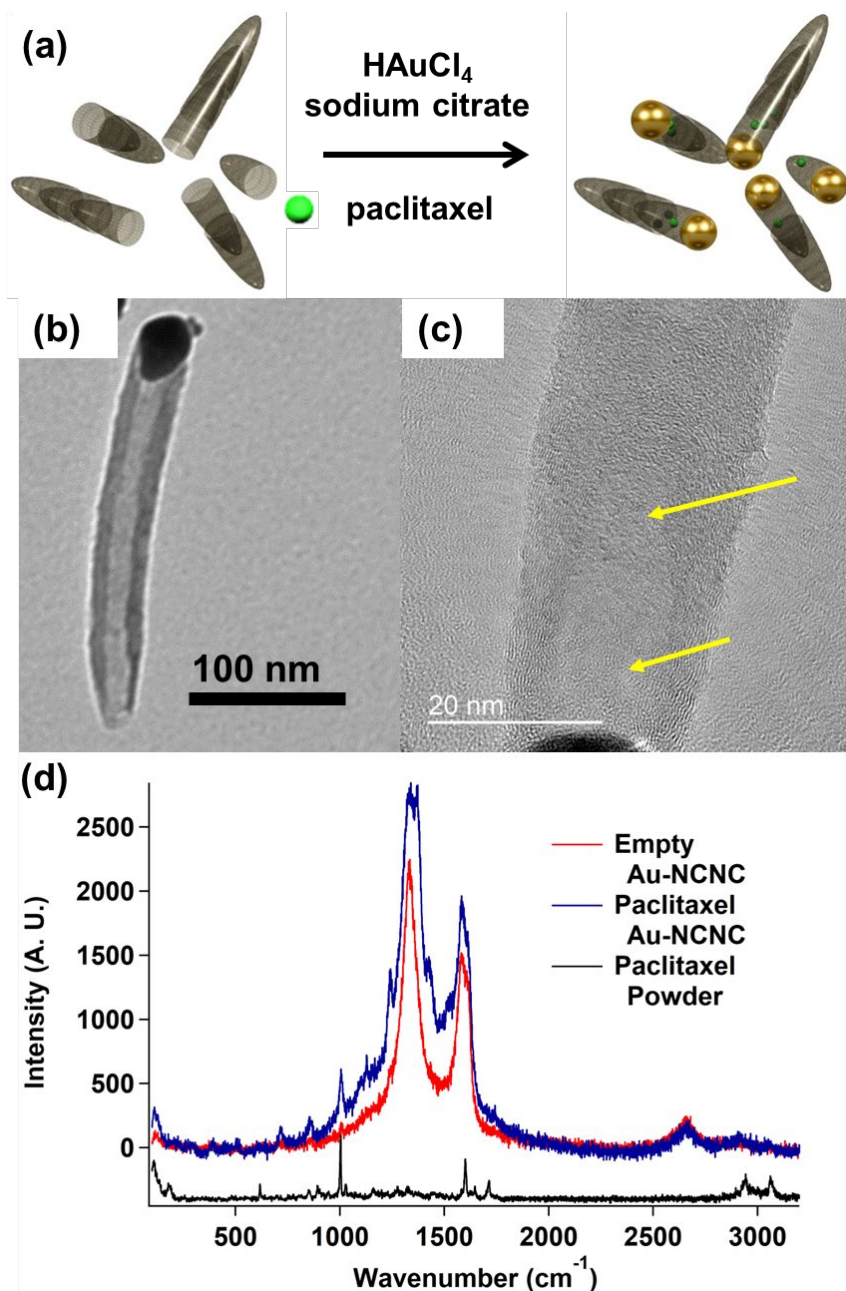 (a)
HAuCl₄
sodium citrate
paclitaxel
(b)
100 nm
(c)
20 nm
(d)
2500
2000
1500
1000
500
0
Intensity (A. U.)
Empty
Au-NCNC
Paclitaxel
Au-NCNC
Paclitaxel
Powder
500
1000
1500
2000
2500
3000
Wavenumber (cm⁻¹)